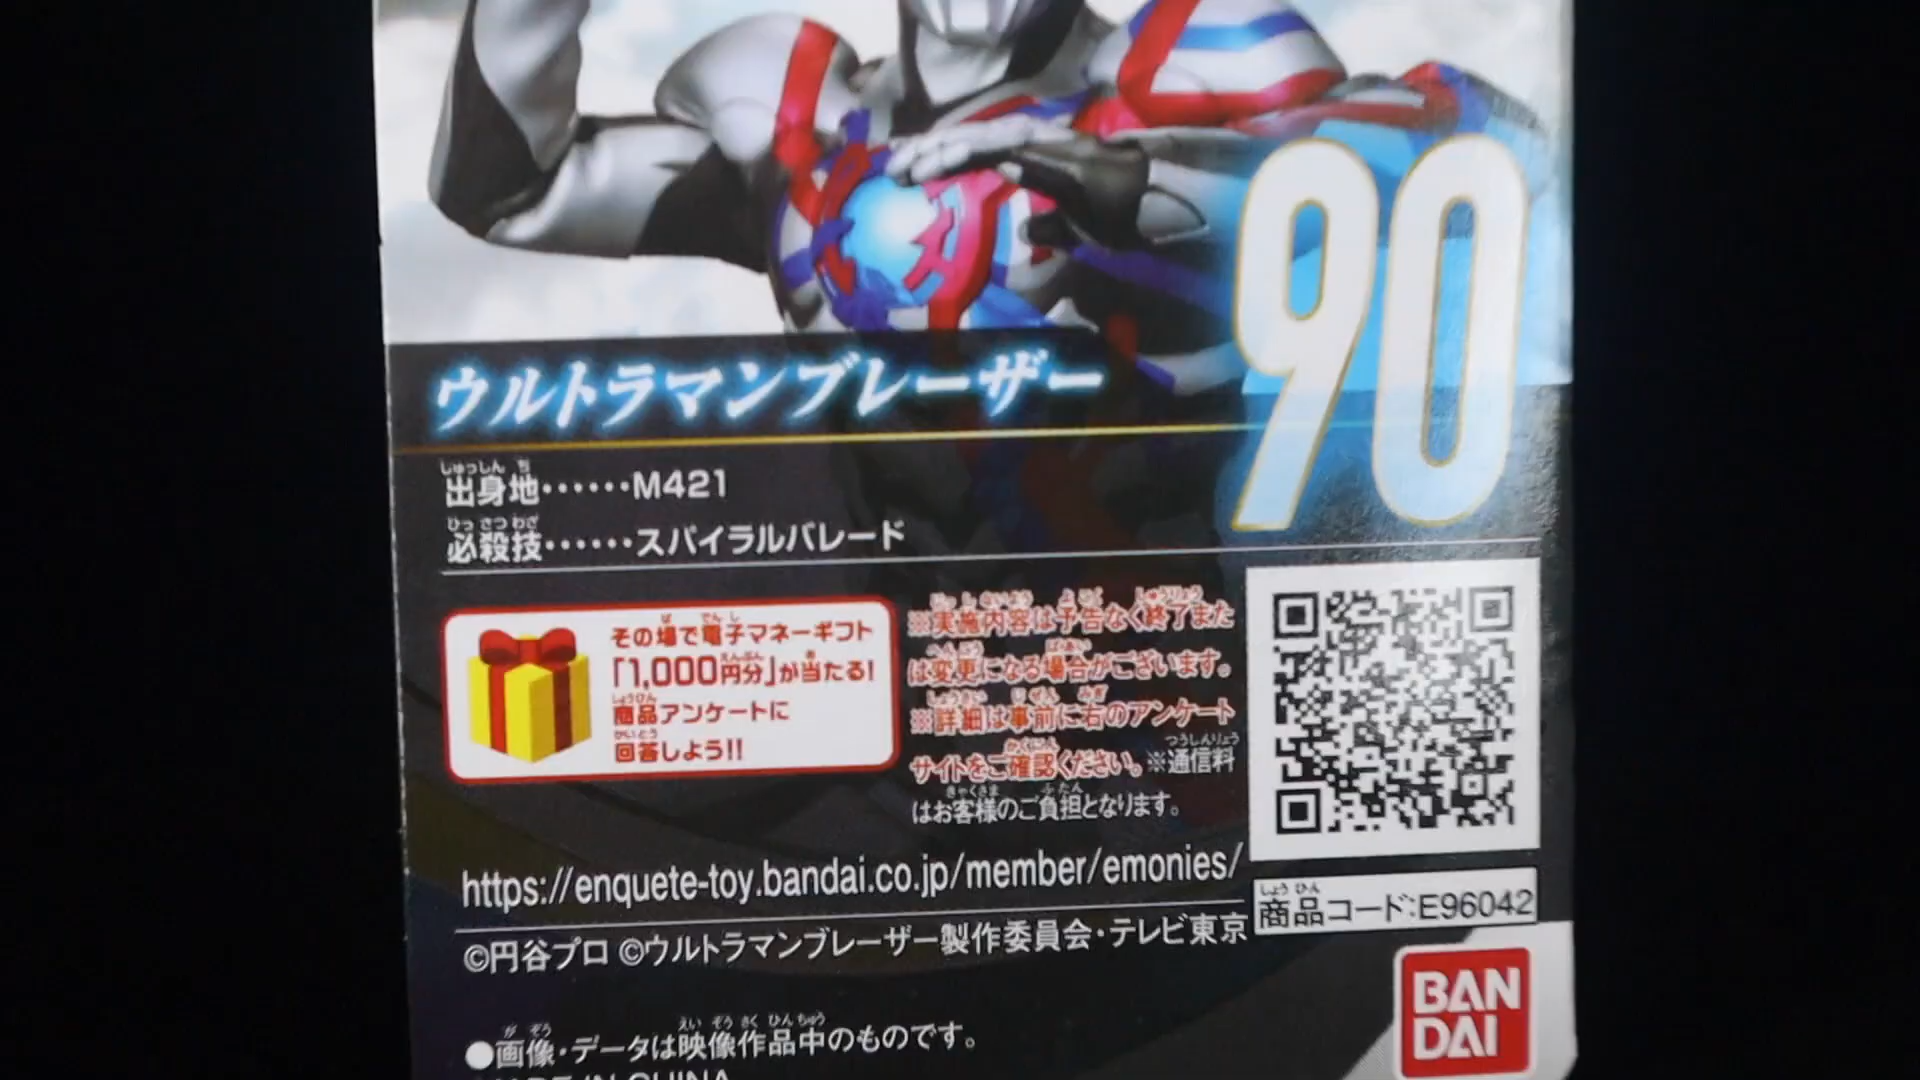 90
ウルトラマンブレーザー
出身地……M421
必殺技……スパイラルバレード
その場で電子マネーギフト
「1,000円分」が当たる!
商品アンケートに
回答しよう!!
※実施内容は予告なく終了また
は変更になる場合がございます。
※詳細は事前に右のアンケート
サイトをご確認ください。※通信料
はお客様のご負担となります。
https://enquete-toy.bandai.co.jp/member/emonies/
商品コード:E96042
©円谷プロ ©ウルトラマンブレーザー製作委員会・テレビ東京
BAN
DAI
●画像・データは映像作品中のものです。